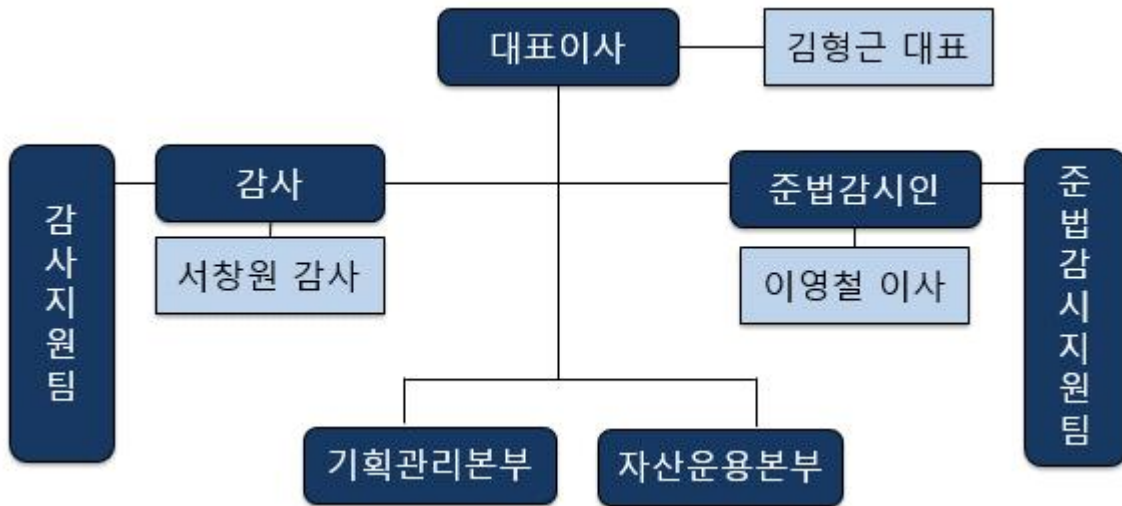 대표이사
김형근 대표
감사지원팀
감사
서창원 감사
준법감시인
이영철 이사
준법감시지원팀
기획관리본부
자산운용본부